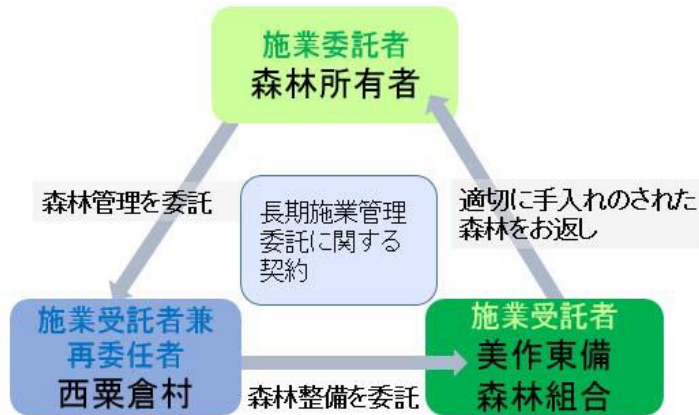 施業委託者
森林所有者
森林管理を委託
長期施業管理
委託に関する
契約
適切に手入れのされた
森林をお返し
施業受託者兼
再委任者
西粟倉村
森林整備を委託
施業受託者
美作東備
森林組合